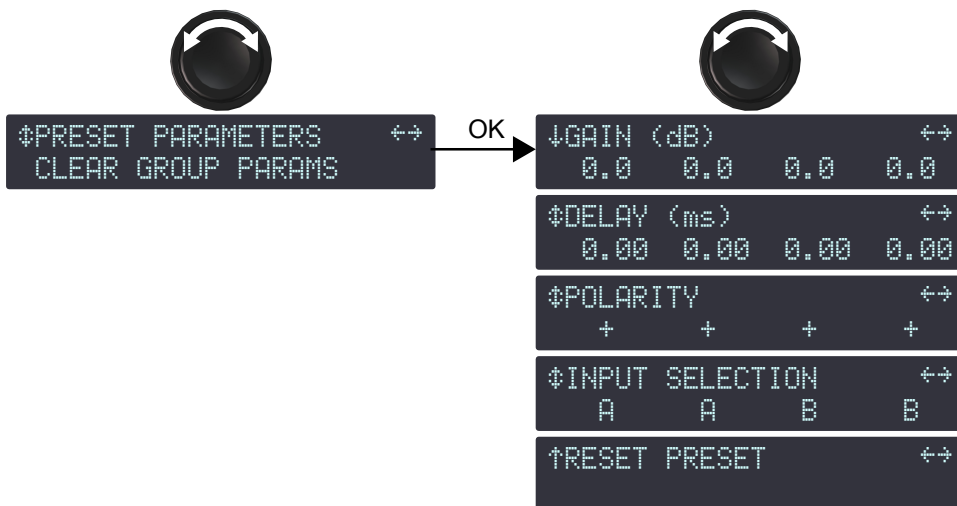 ↕PRESET PARAMETERS ↔
CLEAR GROUP PARAMS
OK
↓GAIN (dB) ↔
0.0 0.0 0.0 0.0
↕DELAY (ms) ↔
0.00 0.00 0.00 0.00
↕POLARITY ↔
+ + + +
↕INPUT SELECTION ↔
A A B B
↑RESET PRESET ↔